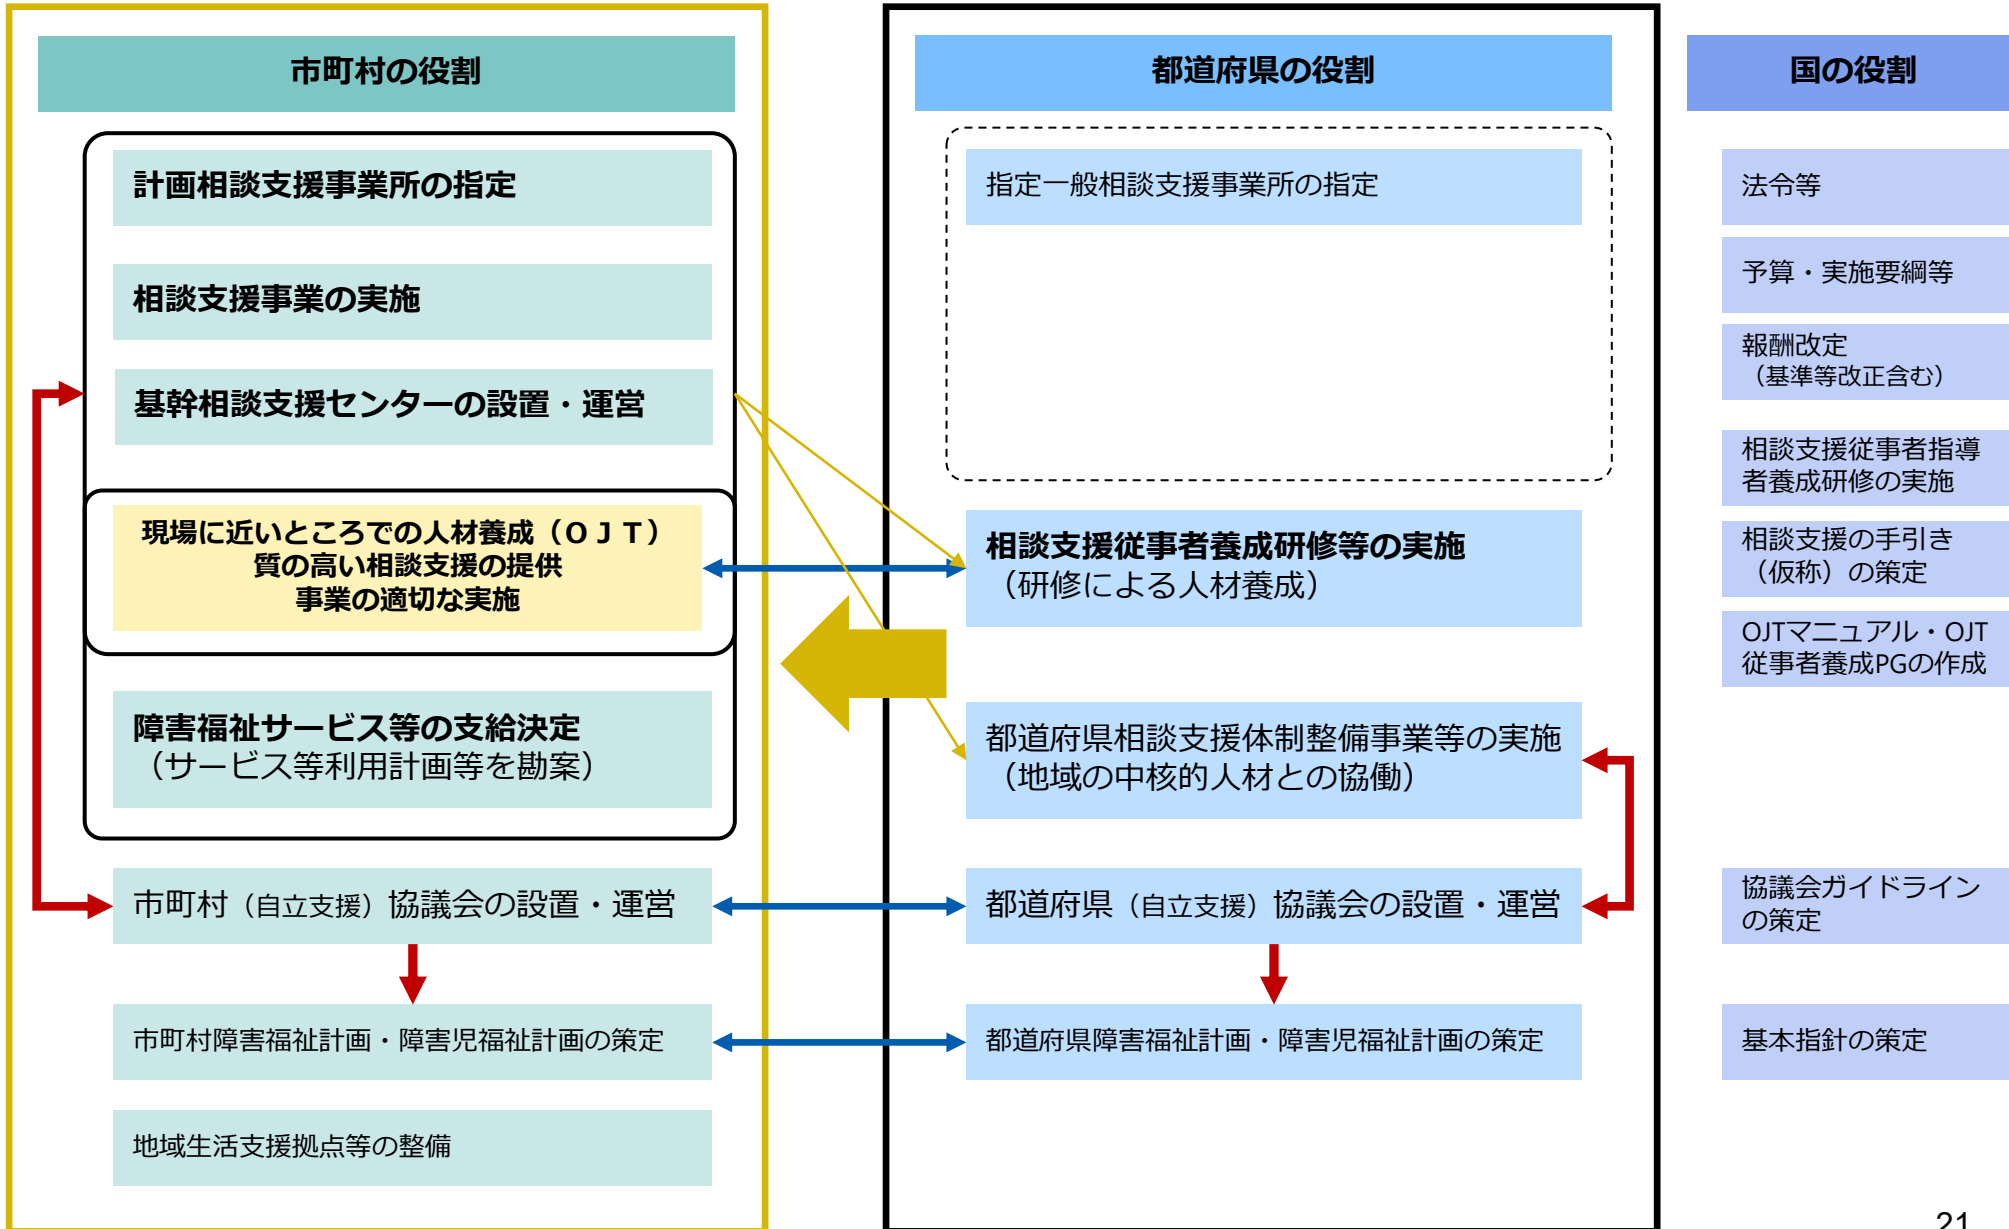 市町村の役割
計画相談支援事業所の指定
相談支援事業の実施
基幹相談支援センターの設置・運営
現場に近いところでの人材養成（ＯＪＴ）
質の高い相談支援の提供
事業の適切な実施
障害福祉サービス等の支給決定
（サービス等利用計画等を勘案）
市町村（自立支援）協議会の設置・運営
市町村障害福祉計画・障害児福祉計画の策定
地域生活支援拠点等の整備
都道府県の役割
指定一般相談支援事業所の指定
相談支援従事者養成研修等の実施
（研修による人材養成）
都道府県相談支援体制整備事業等の実施
（地域の中核的人材との協働）
都道府県（自立支援）協議会の設置・運営
都道府県障害福祉計画・障害児福祉計画の策定
国の役割
法令等
予算・実施要綱等
報酬改定
（基準等改正含む）
相談支援従事者指導
者養成研修の実施
相談支援の手引き
（仮称）の策定
OJTマニュアル・OJT
従事者養成PGの作成
協議会ガイドライン
の策定
基本指針の策定
21